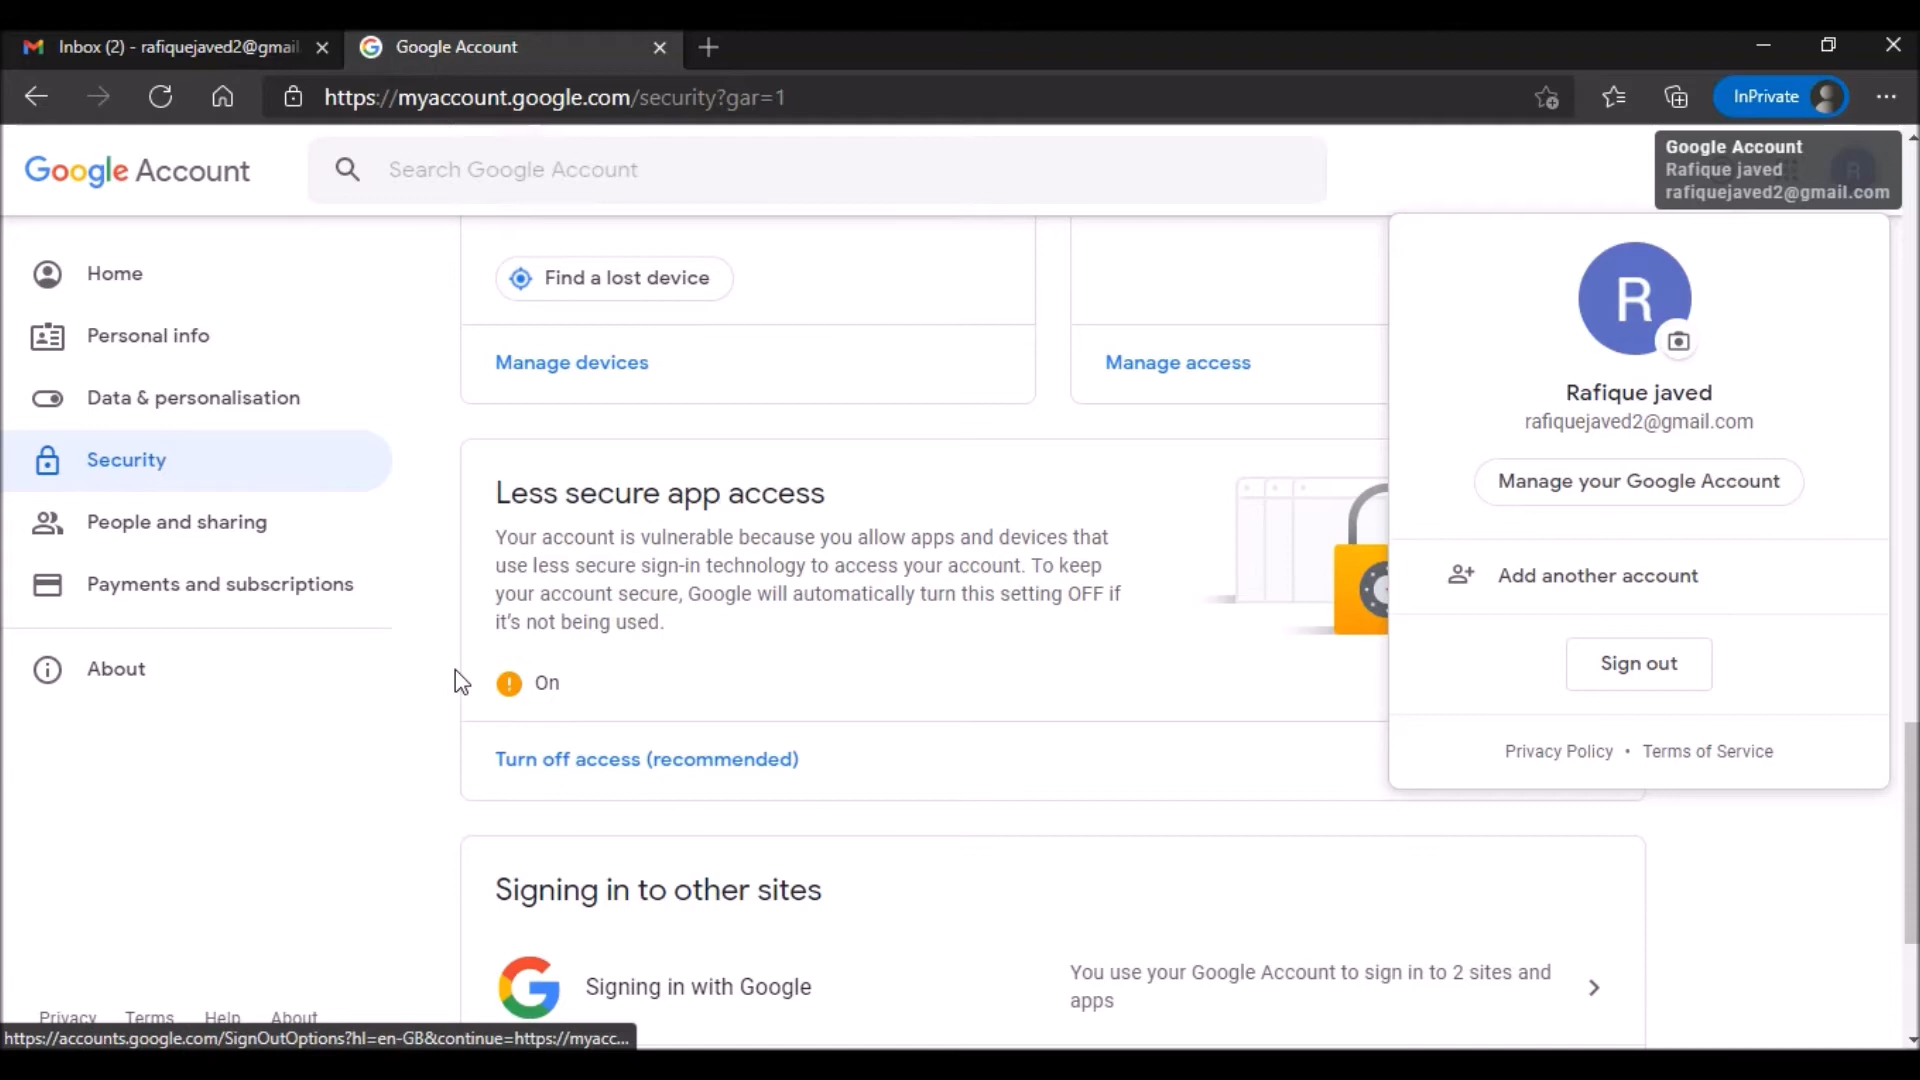 Inbox (2) - rafiquejaved2@gmail
Google Account
https://myaccount.google.com/security?gar=1
InPrivate
Google Account
Search Google Account
Google Account
Rafique javed
rafiquejaved2@gmail.com
Home
Personal info
Data & personalisation
Security
People and sharing
Payments and subscriptions
About
Find a lost device
Manage devices
Manage access
Less secure app access
Your account is vulnerable because you allow apps and devices that
use less secure sign-in technology to access your account. To keep
your account secure, Google will automatically turn this setting OFF if
it's not being used.
On
Turn off access (recommended)
Signing in to other sites
Signing in with Google
You use your Google Account to sign in to 2 sites and
apps
R
Rafique javed
rafiquejaved2@gmail.com
Manage your Google Account
Add another account
Sign out
Privacy Policy • Terms of Service
Privacy Terms Help About
https://accounts.google.com/SignOutOptions?hl=en-GB&continue=https://myacc...